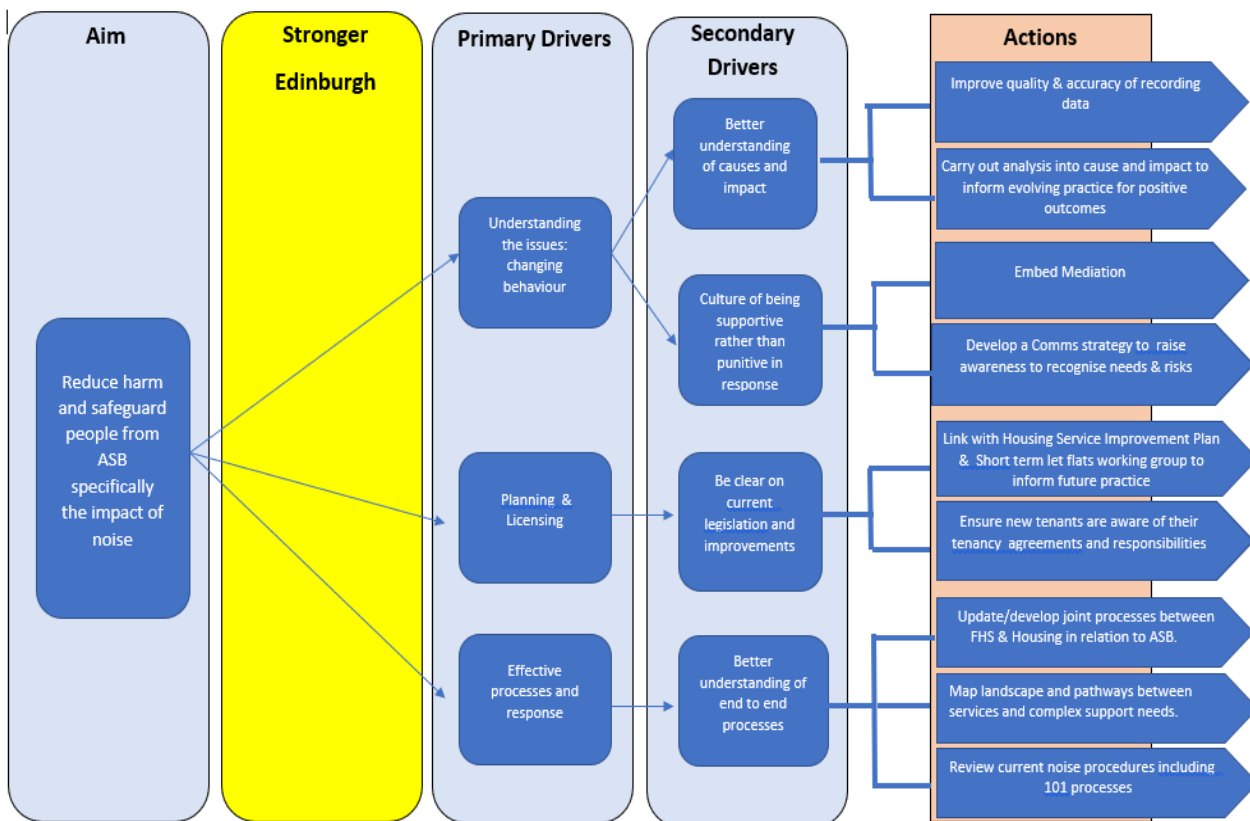 Aim
Stronger
Edinburgh
Primary Drivers
Secondary
Drivers
Actions
Reduce harm
and safeguard
people from
ASB
specifically
the impact of
noise
Understanding
the issues:
changing
behaviour
Planning & 
Licensing
Effective
processes and
response
Better
understanding
of causes and
impact
Culture of being
supportive
rather than
punitive in
response
Be clear on
current
legislation and
improvements
Better
understanding of
end to end
processes
Improve quality & accuracy of recording
data
Carry out analysis into cause and impact to
inform evolving practice for positive
outcomes
Embed Mediation
Develop a Comms strategy to raise
awareness to recognise needs & risks
Link with Housing Service Improvement Plan
& Short term let flats working group to
inform future practice
Ensure new tenants are aware of their
tenancy agreements and responsibilities
Update/develop joint processes between
FHS & Housing in relation to ASB.
Map landscape and pathways between
services and complex support needs.
Review current noise procedures including
101 processes